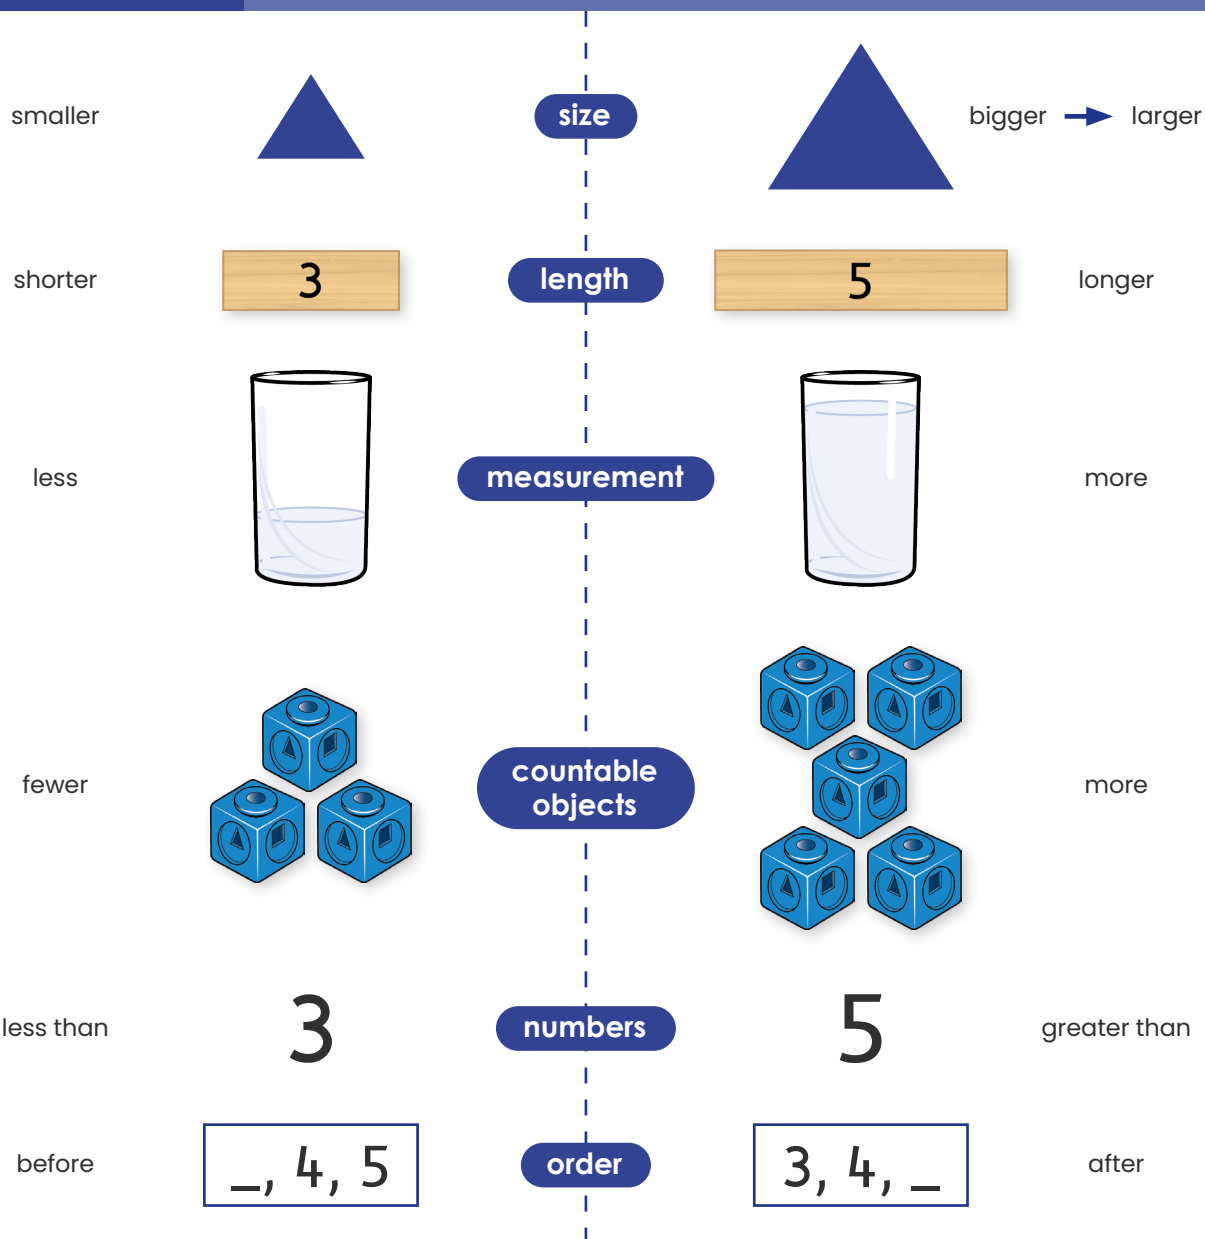 smaller
size
bigger larger
shorter
3
length
5
longer
less
measurement
more
fewer
countable
objects
more
less than
3
numbers
5
greater than
before
_, 4, 5
order
3, 4, _
after